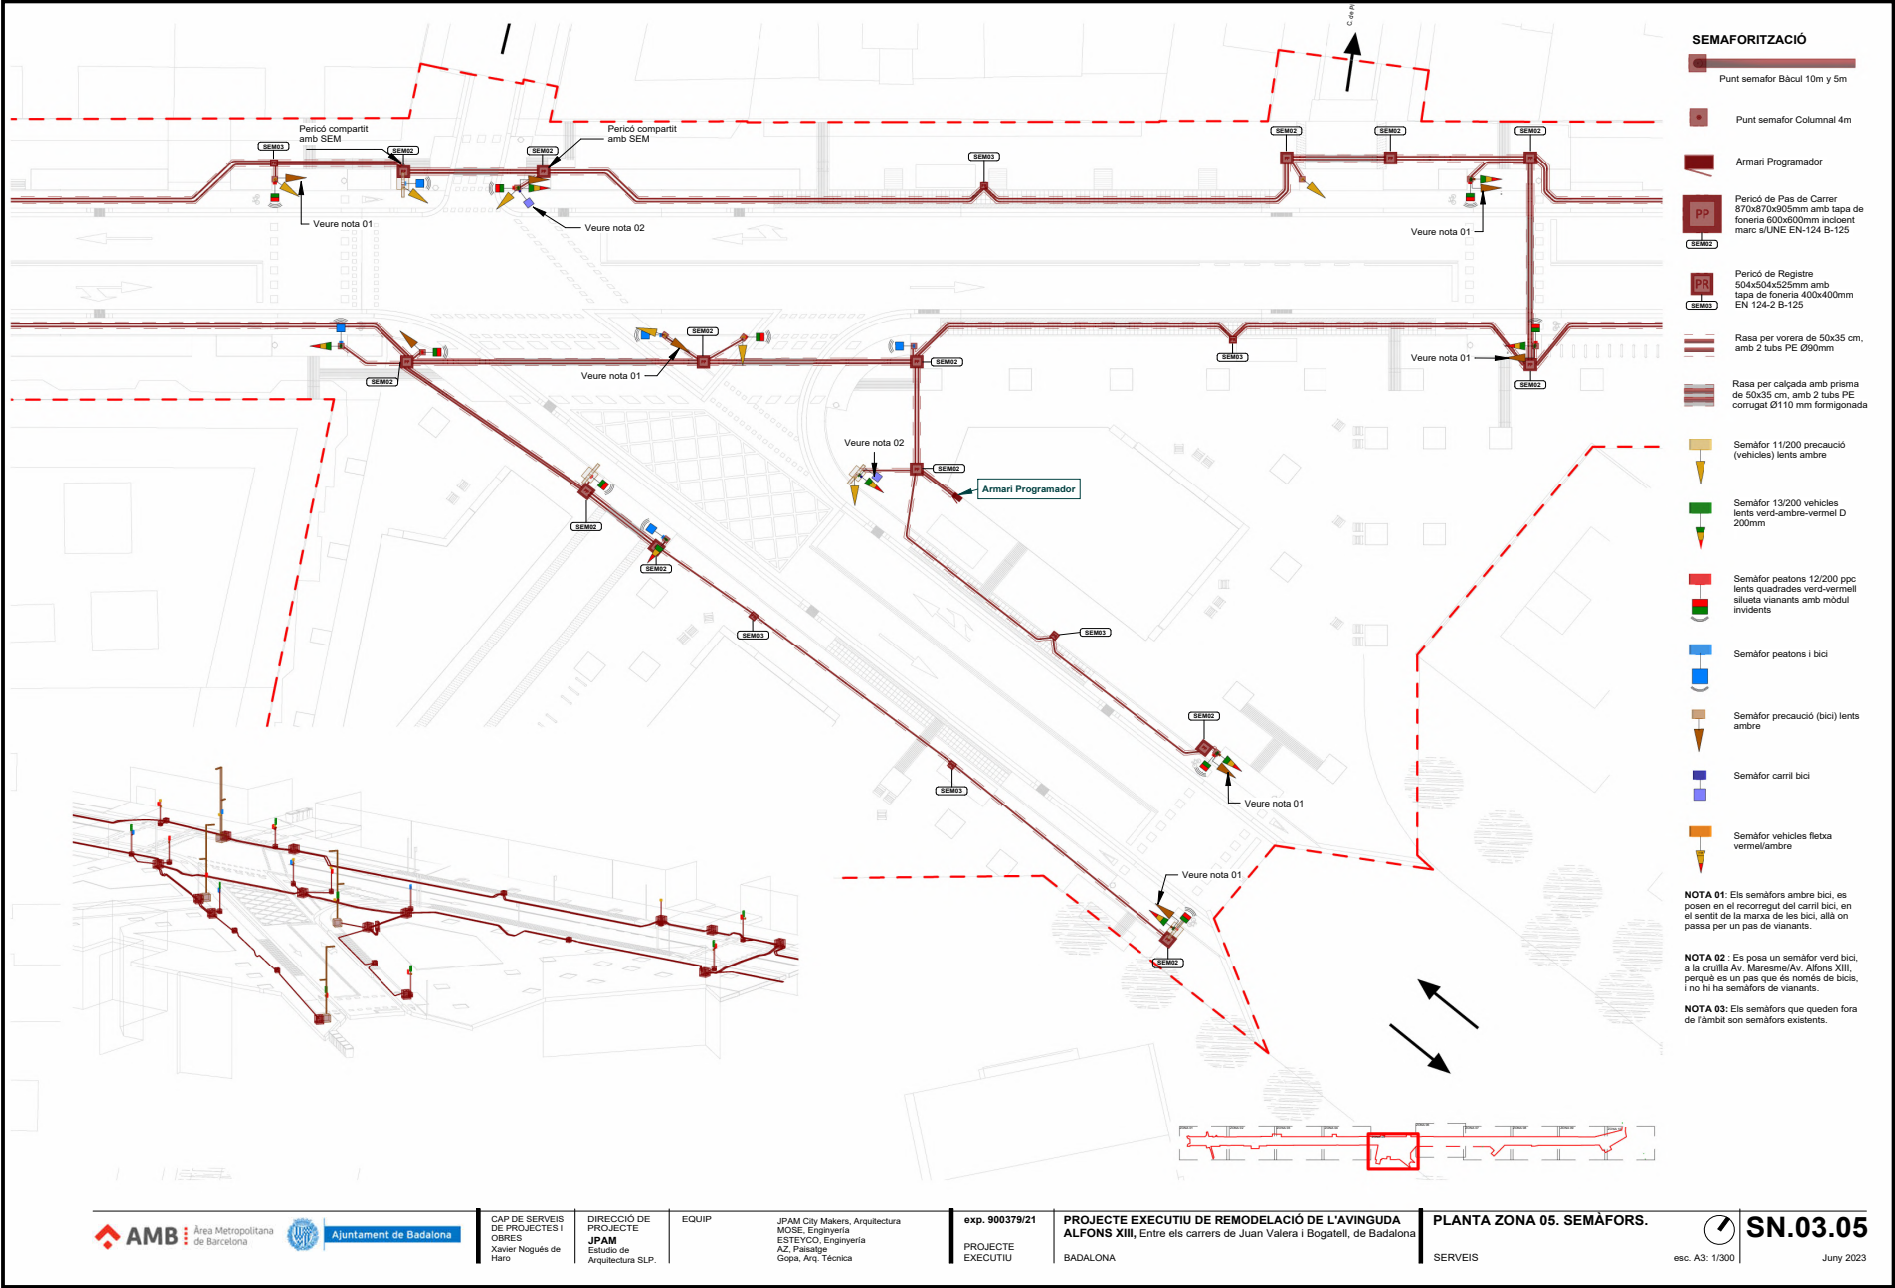 C. de
Pericó compartit
amb SEM
Pericó compartit
amb SEM
SEM03
SEM02
SEM02
SEM03
SEM02
SEM02
SEM02
Veure nota 01
Veure nota 02
Veure nota 01
SEM02
SEM02
SEM02
SEM03
SEM02
Veure nota 01
Veure nota 01
Veure nota 02
SEM02
Armari Programador
SEM02
SEM02
SEM03
SEM03
SEM02
SEM03
Veure nota 01
Veure nota 01
SEM02
SEMAFORITZACIÓ
Punt semafor Bàcul 10m y 5m
Punt semafor Columnal 4m
Armari Programador
PP
SEM02
Pericó de Pas de Carrer
870x870x905mm amb tapa de
foneria 600x600mm incloent
marc s/UNE EN-124 B-125
PR
SEM03
Pericó de Registre
504x504x525mm amb
tapa de foneria 400x400mm
EN 124-2 B-125
Rasa per vorera de 50x35 cm,
amb 2 tubs PE Ø90mm
Rasa per calçada amb prisma
de 50x35 cm, amb 2 tubs PE
corrugat Ø110 mm formigonada
Semàfor 11/200 precaució
(vehicles) lents ambre
Semàfor 13/200 vehicles
lents verd-ambre-vermel D
200mm
Semàfor peatons 12/200 ppc
lents quadrades verd-vermell
silueta vianants amb mòdul
invidents
Semàfor peatons i bici
Semàfor precaució (bici) lents
ambre
Semàfor carril bici
Semàfor vehicles fletxa
vermel/ambre
NOTA 01: Els semàfors ambre bici, es
posen en el recorregut del carril bici, en
el sentit de la marxa de les bici, allà on
passa per un pas de vianants.
NOTA 02 : Es posa un semàfor verd bici,
a la cruïlla Av. Maresme/Av. Alfons XIII,
perquè es un pas que és només de bicis,
i no hi ha semàfors de vianants.
NOTA 03: Els semàfors que queden fora
de l'àmbit son semàfors existents.
AMB
Àrea Metropolitana
de Barcelona
Ajuntament de Badalona
CAP DE SERVEIS
DE PROJECTES I
OBRES
Xavier Nogués de
Haro
DIRECCIÓ DE
PROJECTE
JPAM
Estudio de
Arquitectura SLP.
EQUIP
JPAM City Makers, Arquitectura
MOSE, Enginyería
ESTEYCO, Enginyería
AZ, Paisatge
Gopa, Arq. Técnica
exp. 900379/21
PROJECTE
EXECUTIU
PROJECTE EXECUTIU DE REMODELACIÓ DE L'AVINGUDA
ALFONS XIII, Entre els carrers de Juan Valera i Bogatell, de Badalona
BADALONA
PLANTA ZONA 05. SEMÀFORS.
SERVEIS
esc. A3: 1/300
SN.03.05
Juny 2023